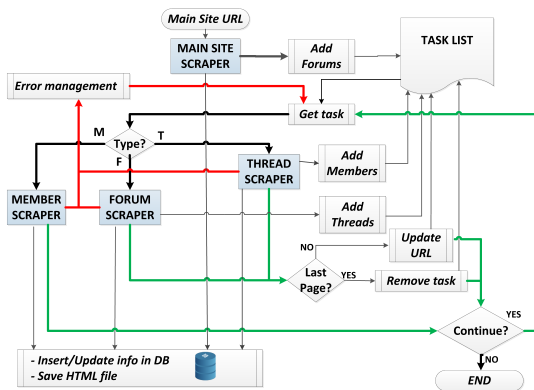 Main Site URL
MAIN SITE
SCRAPER
Add
Forums
TASK LIST
Error management
Get task
M
Type?
T
F
THREAD
SCRAPER
Add
Members
MEMBER
SCRAPER
FORUM
SCRAPER
Add
Threads
NO
Update
URL
Last
Page?
YES
Remove task
YES
Continue?
NO
END
- Insert/Update info in DB
- Save HTML file